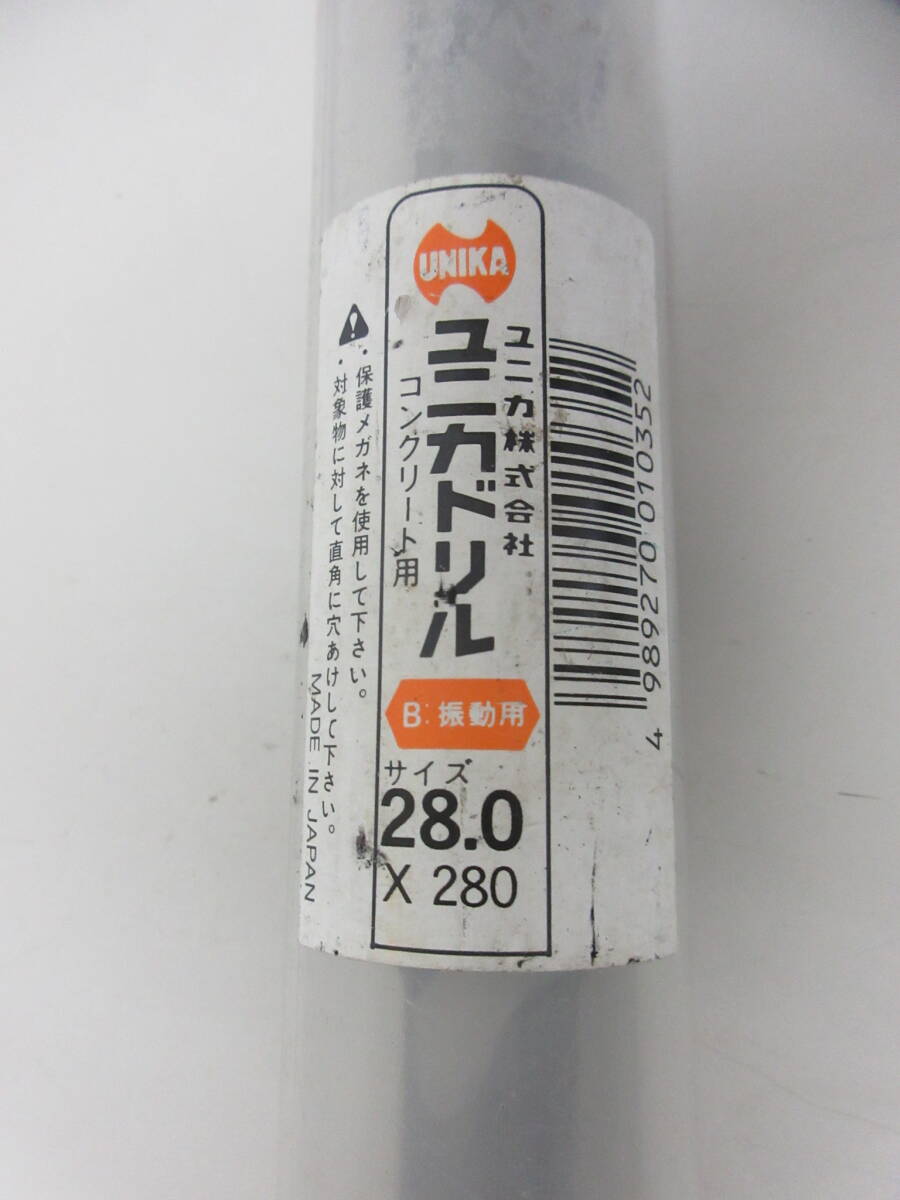 UNIKA
ユニカ株式会社
ユニカドリル
コンクリート用
B:振動用
サイズ
28.0
X 280
・保護メガネを使用して下さい。
・対象物に対して直角に穴あけして下さい。
MADE IN JAPAN
4 989270 010352